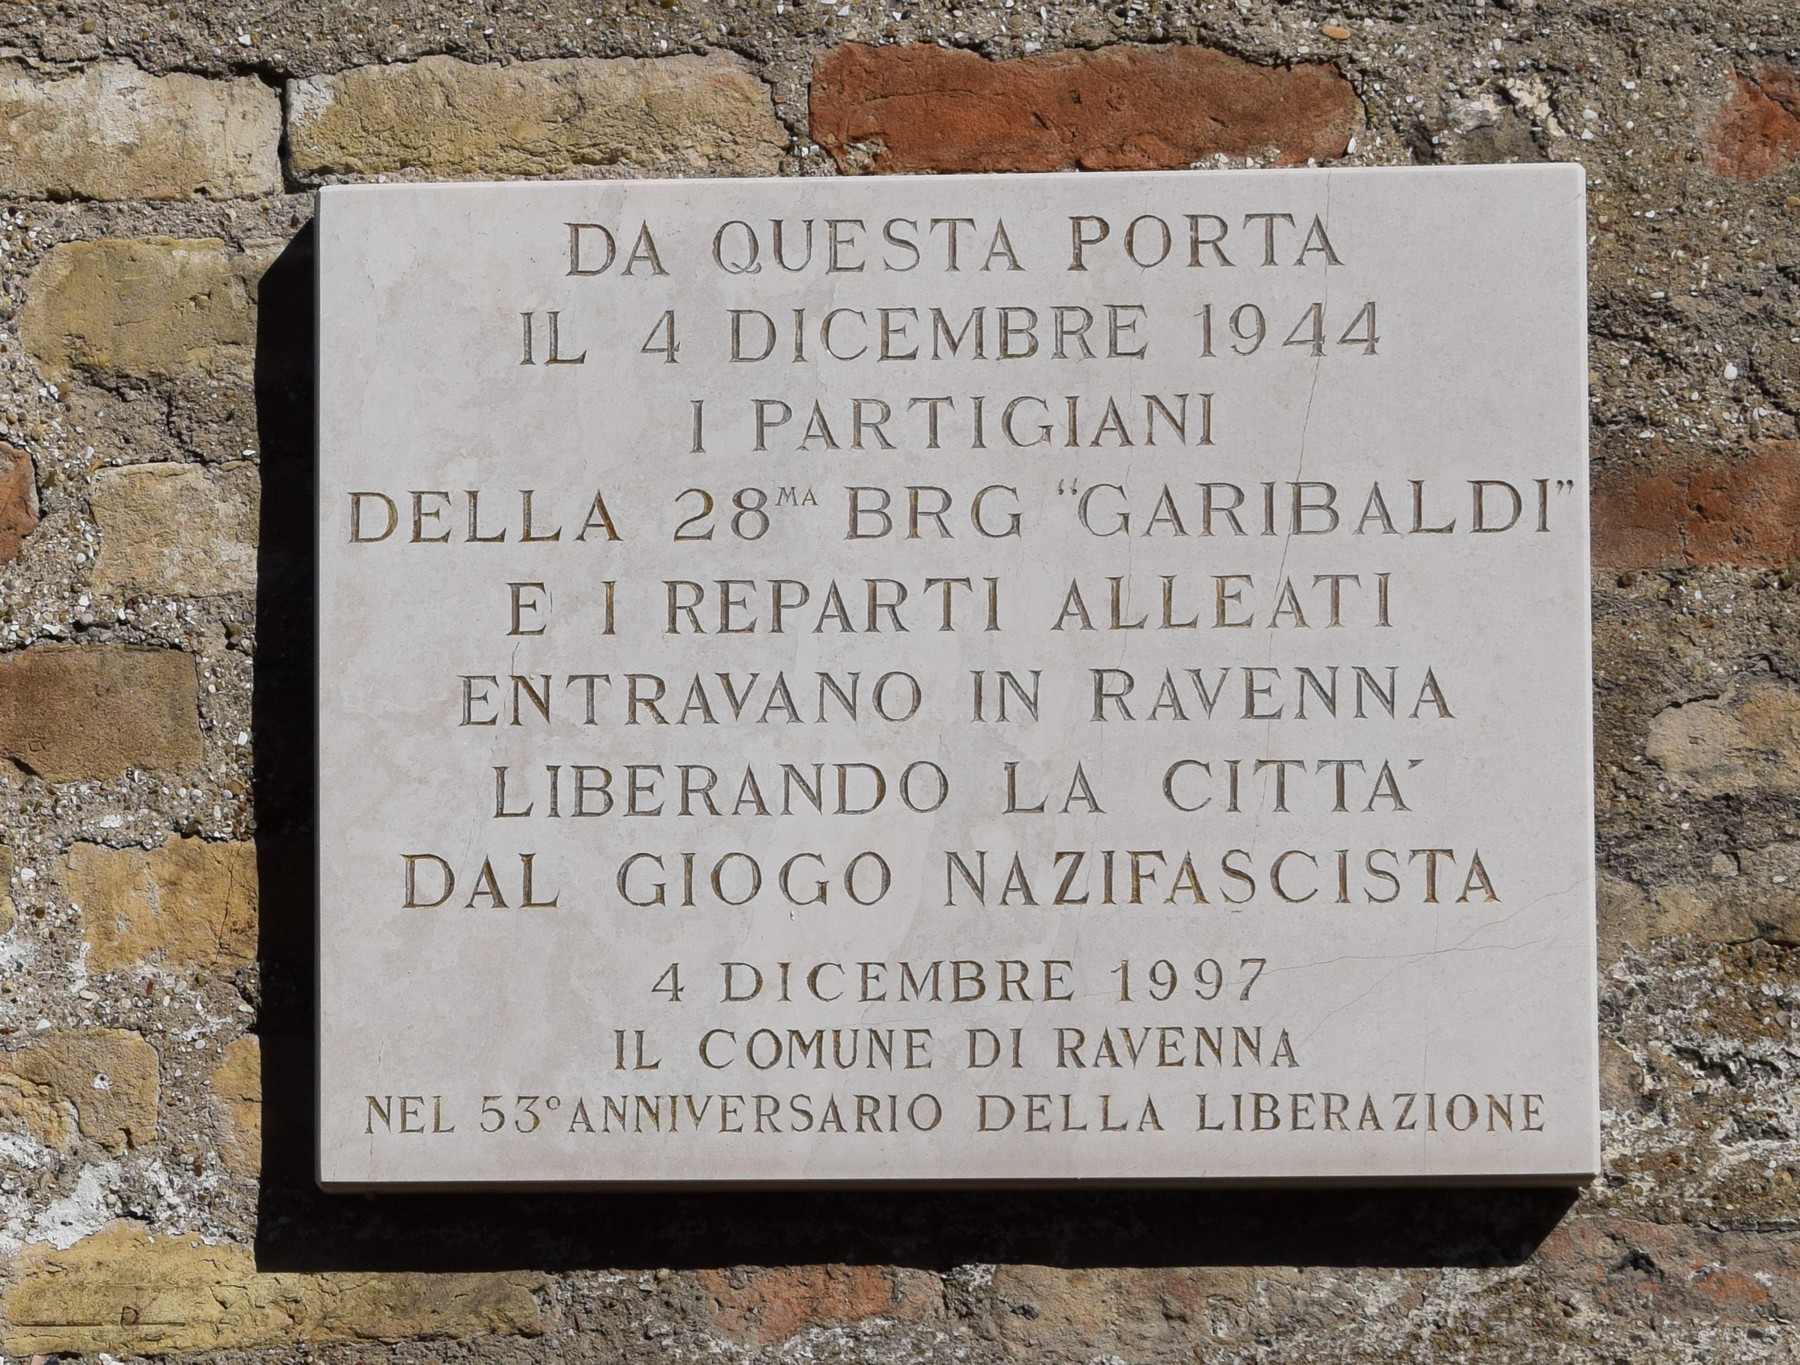 DA QUESTA PORTA
IL 4 DICEMBRE 1944
I PARTIGIANI
DELLA 28MA BRG “GARIBALDI”
E I REPARTI ALLEATI
ENTRAVANO IN RAVENNA
LIBERANDO LA CITTA´
DAL GIOGO NAZIFASCISTA
4 DICEMBRE 1997
IL COMUNE DI RAVENNA
NEL 53° ANNIVERSARIO DELLA LIBERAZIONE